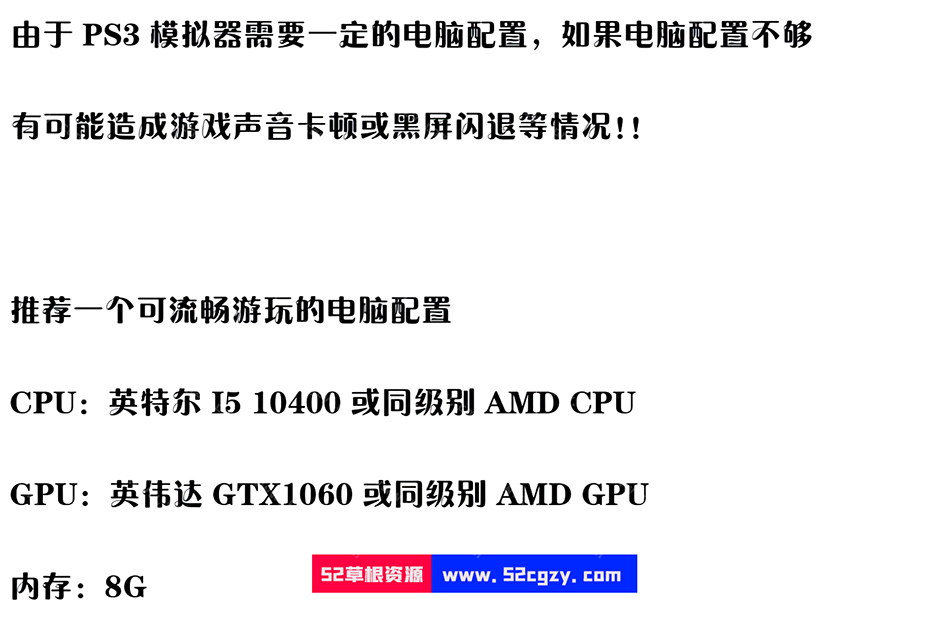 由于 PS3 模拟器需要一定的电脑配置，如果电脑配置不够
有可能造成游戏声音卡顿或黑屏闪退等情况!!
推荐一个可流畅游玩的电脑配置
CPU：英特尔 I5 10400 或同级别 AMD CPU
GPU：英伟达 GTX1060 或同级别 AMD GPU
内存：8G
52草根资源 www.52cgzy.com